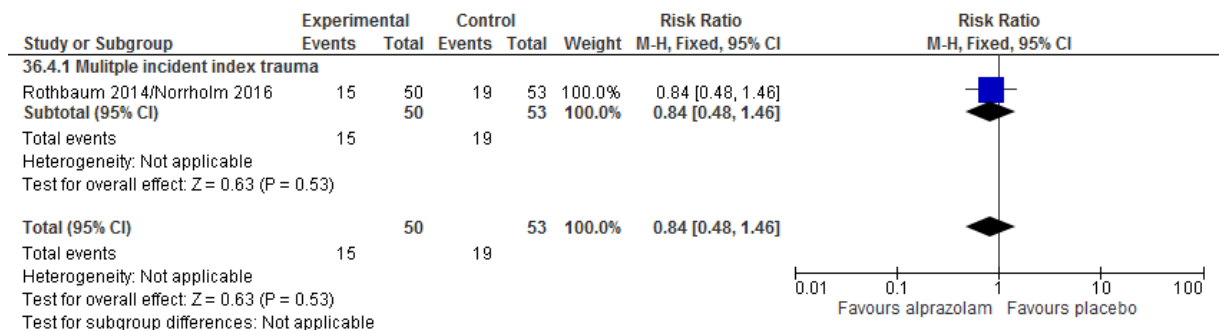 Experimental Control Risk Ratio Risk Ratio
Study or Subgroup Events Total Events Total Weight M-H, Fixed, 95% CI M-H, Fixed, 95% CI
36.4.1 Mulitple incident index trauma
Rothbaum 2014/Norrholm 2016 15 50 19 53 100.0% 0.84 [0.48, 1.46]
Subtotal (95% CI) 50 53 100.0% 0.84 [0.48, 1.46]
Total events 15 19
Heterogeneity: Not applicable
Test for overall effect: Z = 0.63 (P = 0.53)
Total (95% CI) 50 53 100.0% 0.84 [0.48, 1.46]
Total events 15 19
Heterogeneity: Not applicable
Test for overall effect: Z = 0.63 (P = 0.53)
Test for subgroup differences: Not applicable
0.01 0.1 1 10 100
Favours alprazolam Favours placebo